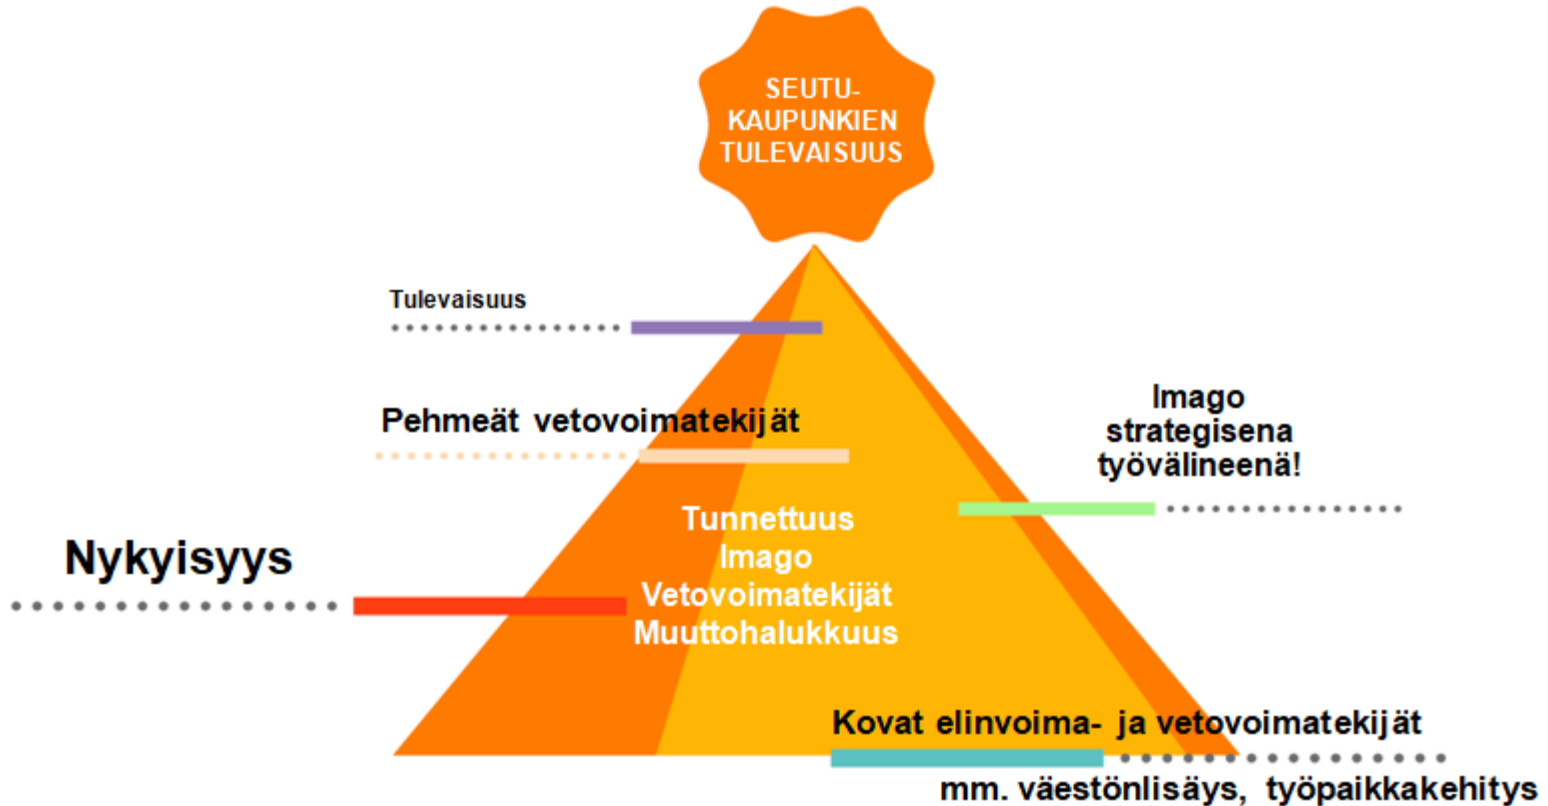 SEUTU-
KAUPUNKIEN
TULEVAISUUS
Tulevaisuus
Pehmeät vetovoimatekijät
Imago
strategisena
työvälineenä!
Tunnettuus
Imago
Vetovoimatekijät
Muuttohalukkuus
Nykyisyys
Kovat elinvoima- ja vetovoimatekijät
mm. väestönlisäys, työpaikkakehitys